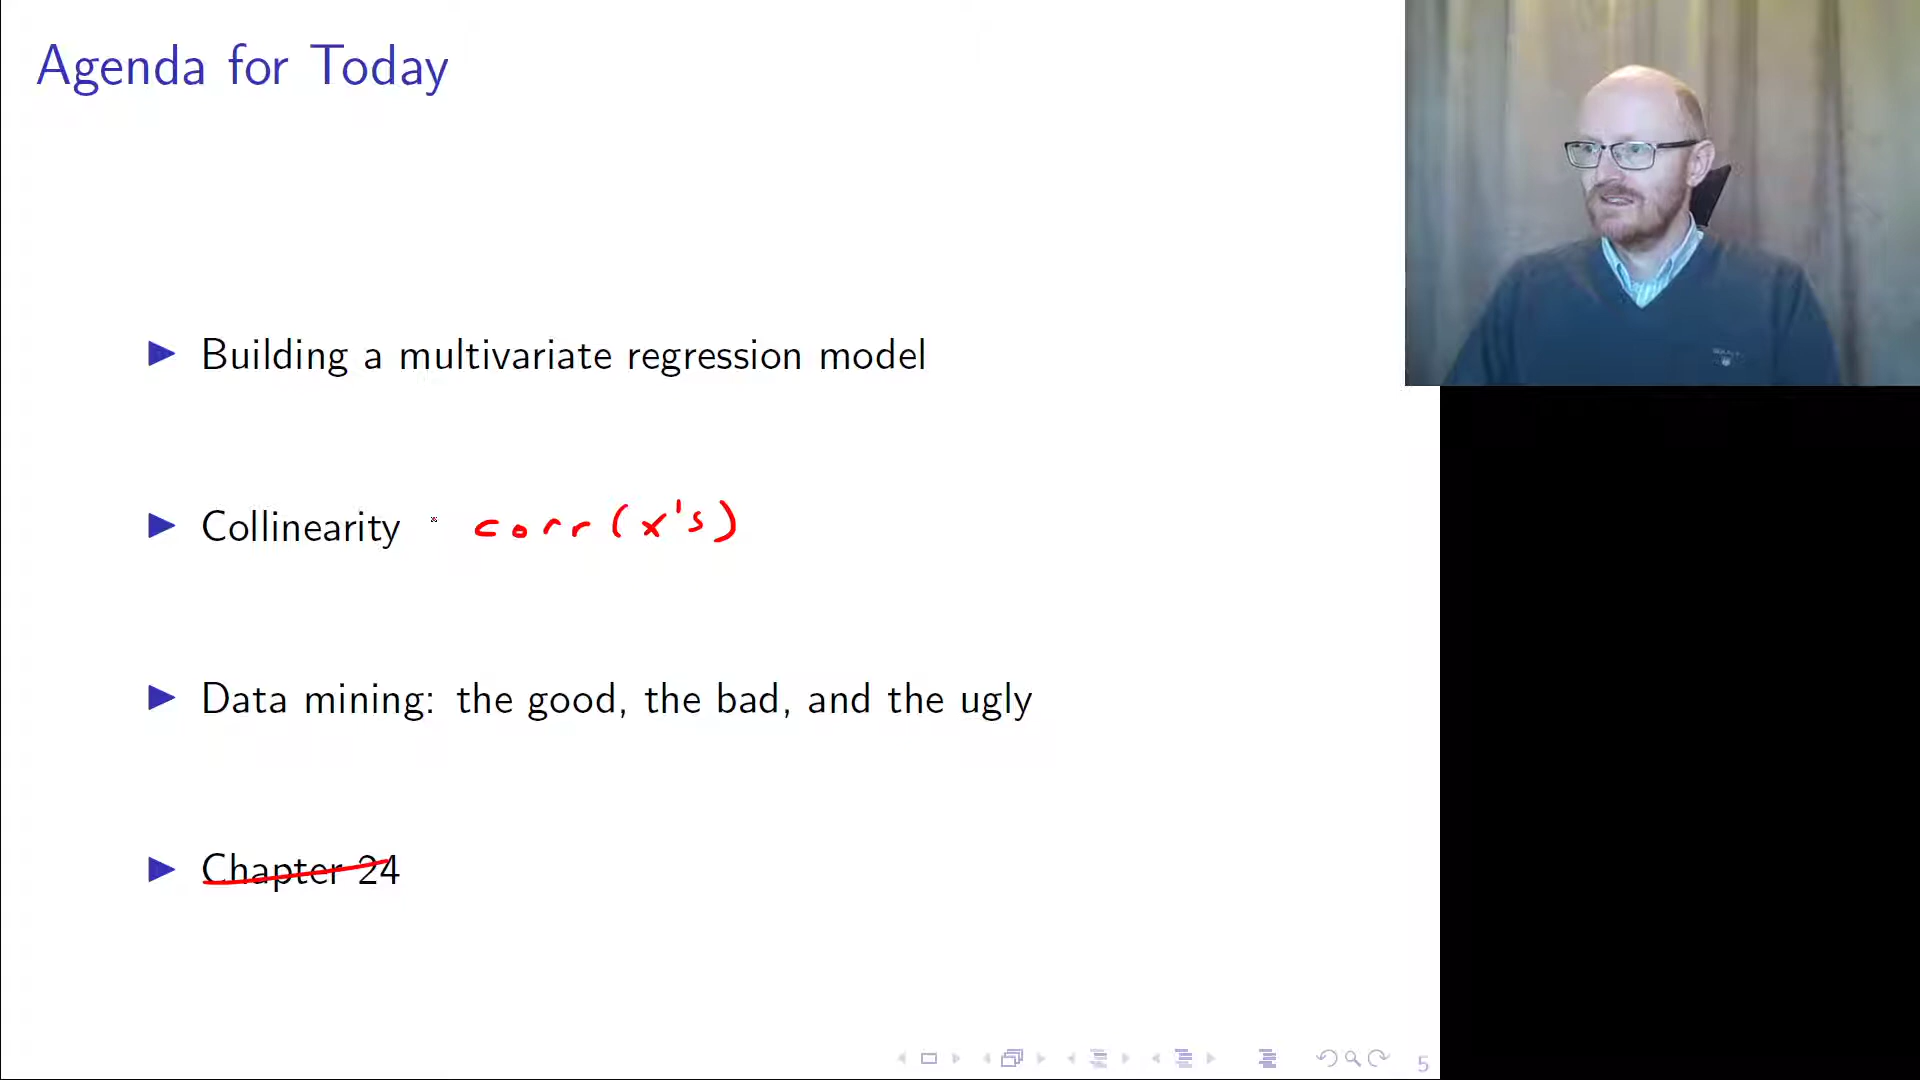 Agenda for Today
Building a multivariate regression model
Collinearity corr(x's)
Data mining: the good, the bad, and the ugly
Chapter 24
5